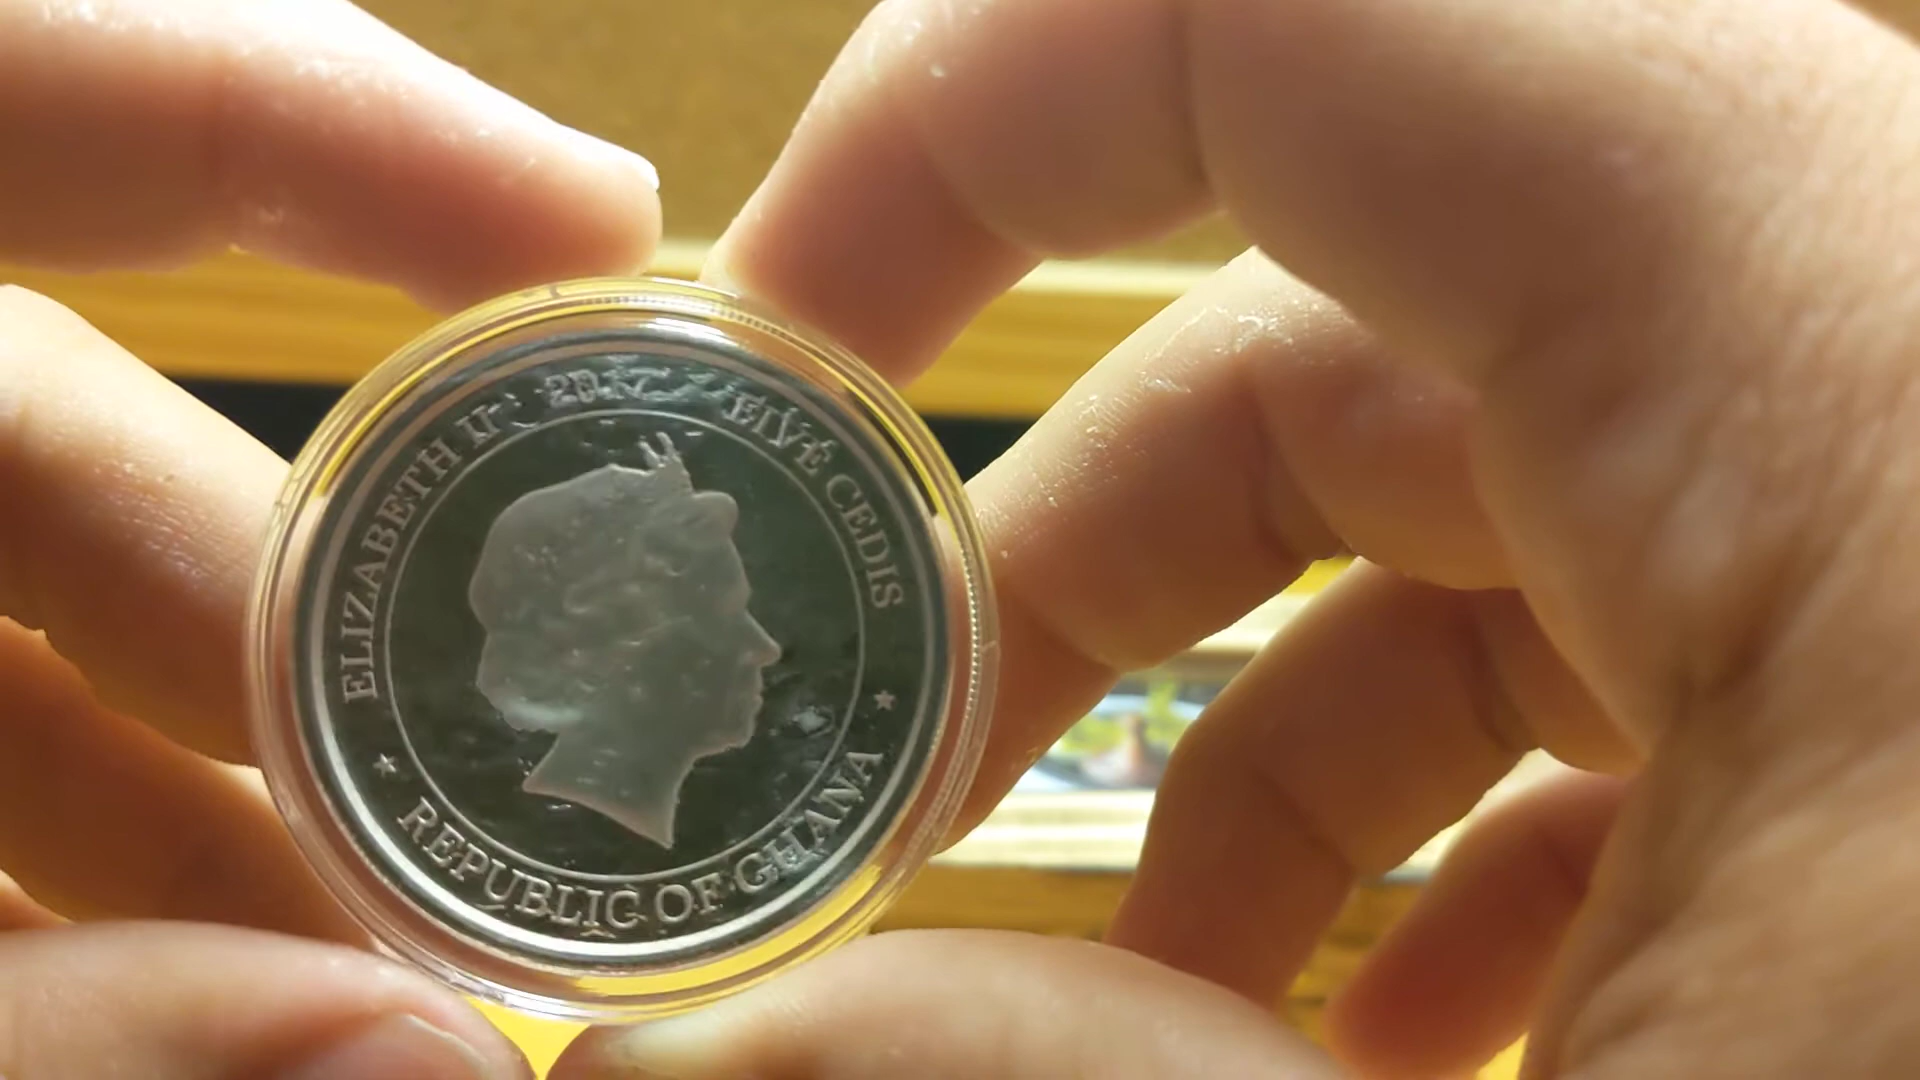 ELIZABETH II 2017 FIVE CEDIS
★ REPUBLIC OF GHANA ★